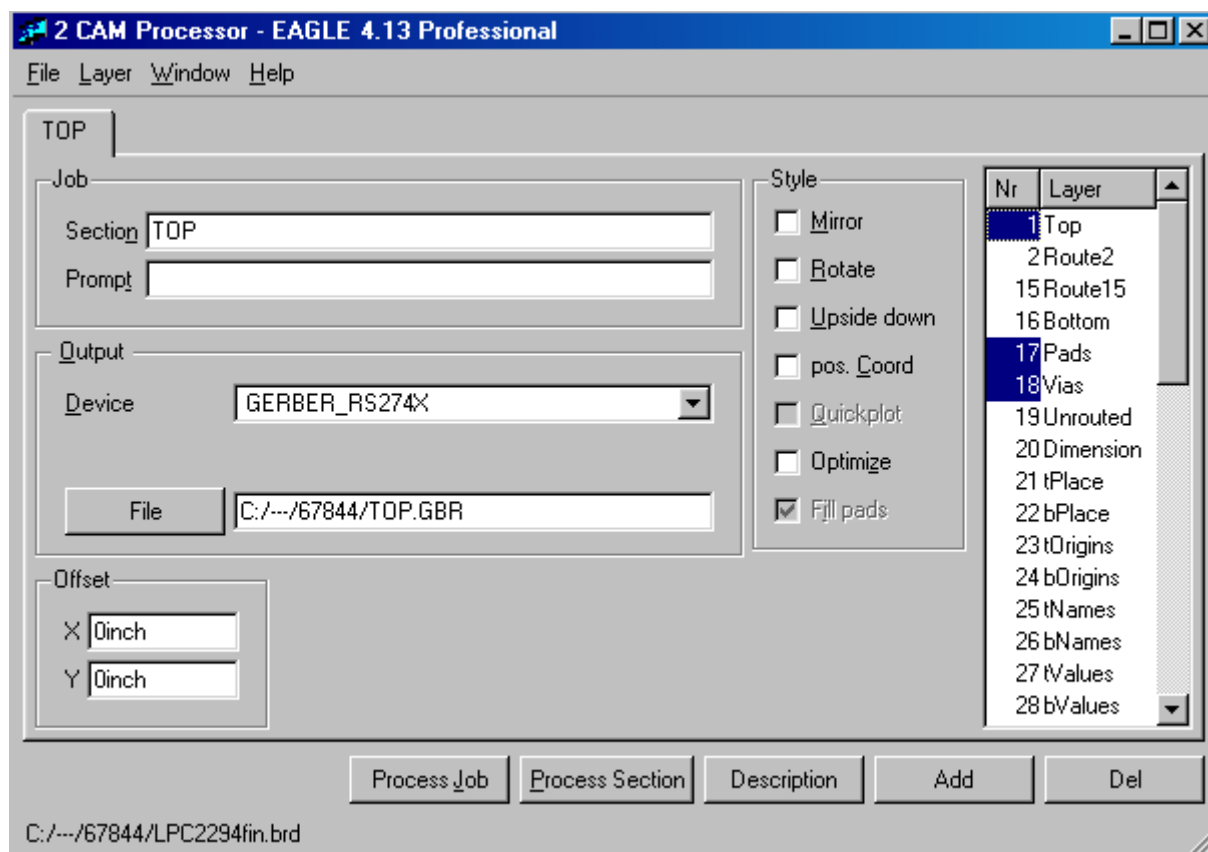 2 CAM Processor - EAGLE 4.13 Professional
File Layer Window Help
TOP
Job
Section TOP
Prompt
Output
Device GERBER_RS274X
File C:/---/67844/TOP.GBR
Offset
X 0inch
Y 0inch
Style
Mirror
Rotate
Upside down
pos. Coord
Quickplot
Optimize
Fill pads
Nr Layer
1 Top
2 Route2
15 Route15
16 Bottom
17 Pads
18 Vias
19 Unrouted
20 Dimension
21 tPlace
22 bPlace
23 tOrigins
24 bOrigins
25 tNames
26 bNames
27 tValues
28 bValues
Process Job Process Section Description Add Del
C:/---/67844/LPC2294fin.brd